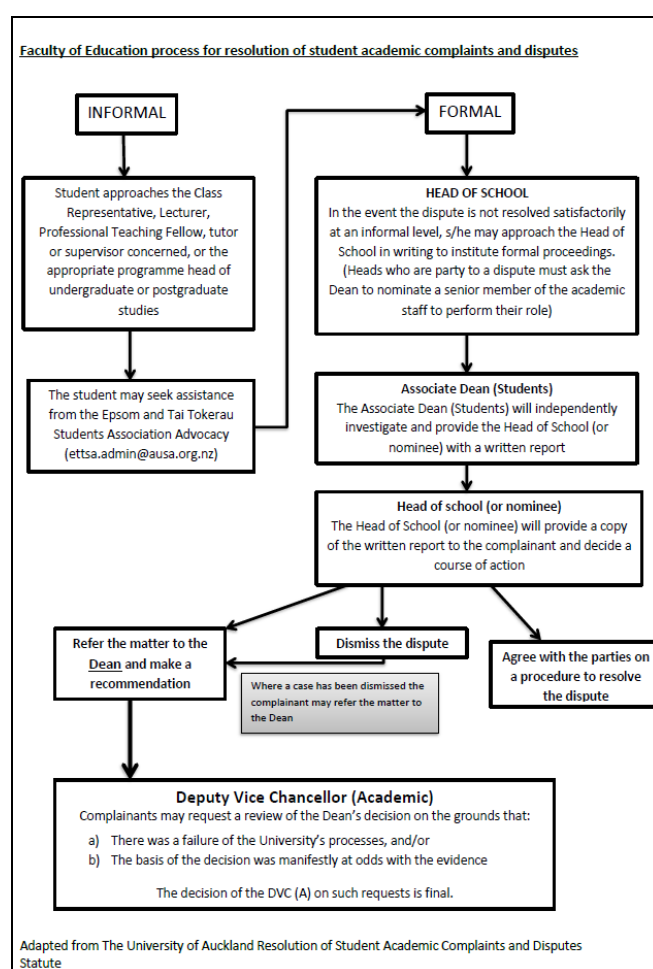 Faculty of Education process for resolution of student academic complaints and disputes
INFORMAL
Student approaches the Class
Representative, Lecturer,
Professional Teaching Fellow, tutor
or supervisor concerned, or the
appropriate programme head of
undergraduate or postgraduate
studies
The student may seek assistance
from the Epsom and Tai Tokerau
Students Association Advocacy
(ettsa.admin@ausa.org.nz)
FORMAL
HEAD OF SCHOOL
In the event the dispute is not resolved satisfactorily
at an informal level, s/he may approach the Head of
School in writing to institute formal proceedings.
(Heads who are party to a dispute must ask the
Dean to nominate a senior member of the academic
staff to perform their role)
Associate Dean (Students)
The Associate Dean (Students) will independently
investigate and provide the Head of School (or
nominee) with a written report
Head of school (or nominee)
The Head of School (or nominee) will provide a copy
of the written report to the complainant and decide a
course of action
Refer the matter to the
Dean and make a
recommendation
Dismiss the dispute
Where a case has been dismissed the
complainant may refer the matter to
the Dean
Agree with the parties on
a procedure to resolve
the dispute
Deputy Vice Chancellor (Academic)
Complainants may request a review of the Dean's decision on the grounds that:
a) There was a failure of the University's processes, and/or
b) The basis of the decision was manifestly at odds with the evidence
The decision of the DVC (A) on such requests is final.
Adapted from The University of Auckland Resolution of Student Academic Complaints and Disputes
Statute